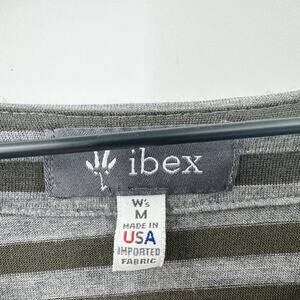 ibex
W's
M
MADE IN
USA
IMPORTED
FABRIC